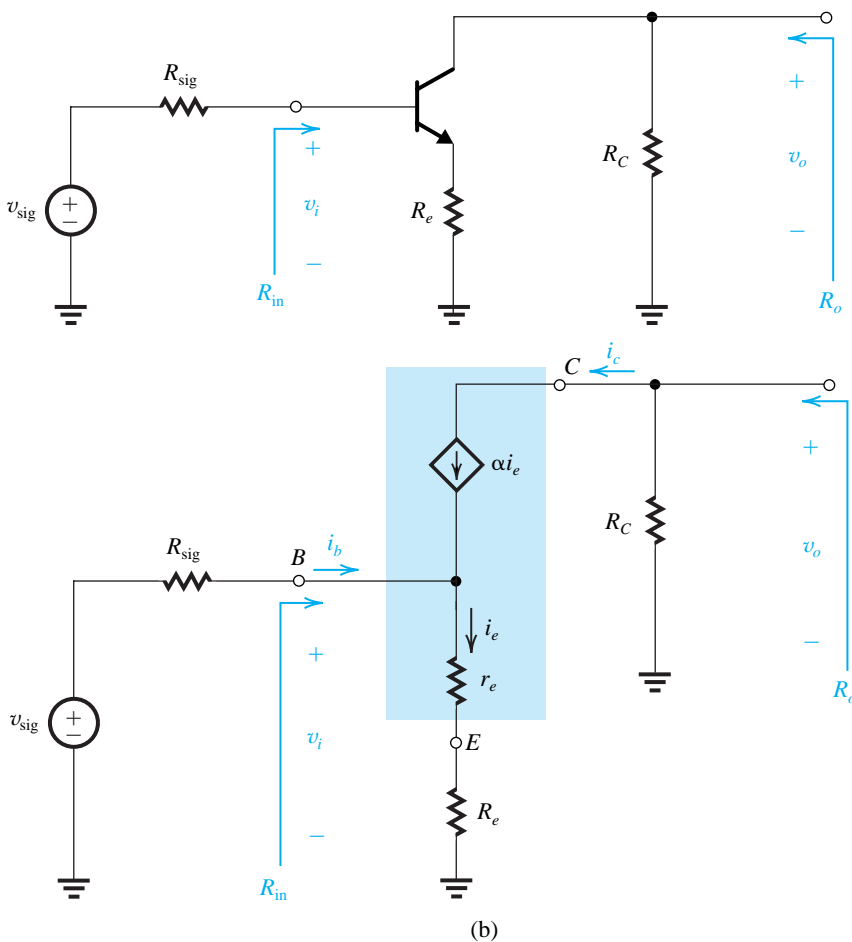 R_sig
+
R_C
v_o
v_sig
+
−
+
v_i
−
R_e
−
R_in
R_o
C
i_c
αi_e
+
R_C
v_o
−
R_o
R_sig
B
i_b
i_e
r_e
+
v_sig
+
−
v_i
E
−
R_e
R_in
(b)